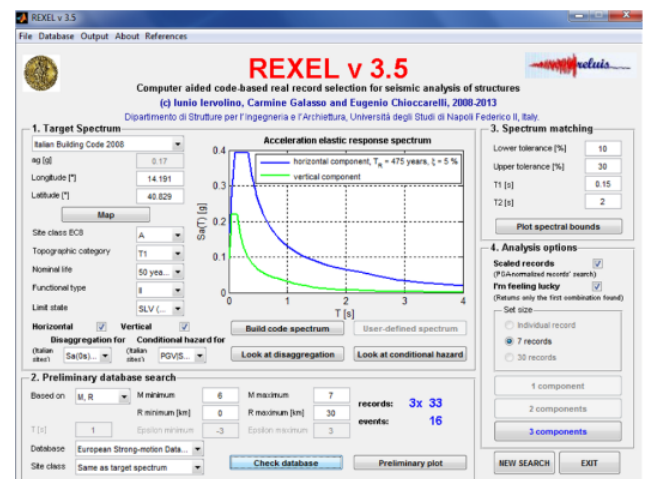 REXEL v 3.5
File Database Output About References
REXEL v 3.5
reluis
Computer aided code-based real record selection for seismic analysis of structures
(c) Iunio Iervolino, Carmine Galasso and Eugenio Chioccarelli, 2008-2013
Dipartimento di Strutture per l'Ingegneria e l'Archiettura, Università degli Studi di Napoli Federico II, Italy.
1. Target Spectrum
Italian Building Code 2008
ag [g] 0.17
Longitude [°] 14.191
Latitude [°] 40.829
Map
Site class EC8 A
Topographic category T1
Nominal life 50 yea...
Functional type II
Limit state SLV (...
Horizontal Vertical
Disaggregation for Conditional hazard for
(Italian sites!) Sa(0s)... (Italian sites!) PGV|S...
Acceleration elastic response spectrum
horizontal component, TR = 475 years, ξ = 5 %
vertical component
Sa(T) [g]
0.4
0.3
0.2
0.1
0
0 1 2 3 4
T [s]
Build code spectrum User-defined spectrum
Look at disaggregation Look at conditional hazard
2. Preliminary database search
Based on M, R M minimum 6 M maximum 7
R minimum [km] 0 R maximum [km] 30
T [s] 1 Epsilon minimum -3 Epsilon maximum 3
records: 3x 33
events: 16
Database European Strong-motion Data...
Site class Same as target spectrum
Check database Preliminary plot
3. Spectrum matching
Lower tolerance [%] 10
Upper tolerance [%] 30
T1 [s] 0.15
T2 [s] 2
Plot spectral bounds
4. Analysis options
Scaled records
(PGA-normalized records' search)
I'm feeling lucky
(Returns only the first combination found)
Set size
Individual record
7 records
30 records
1 component
2 components
3 components
NEW SEARCH EXIT